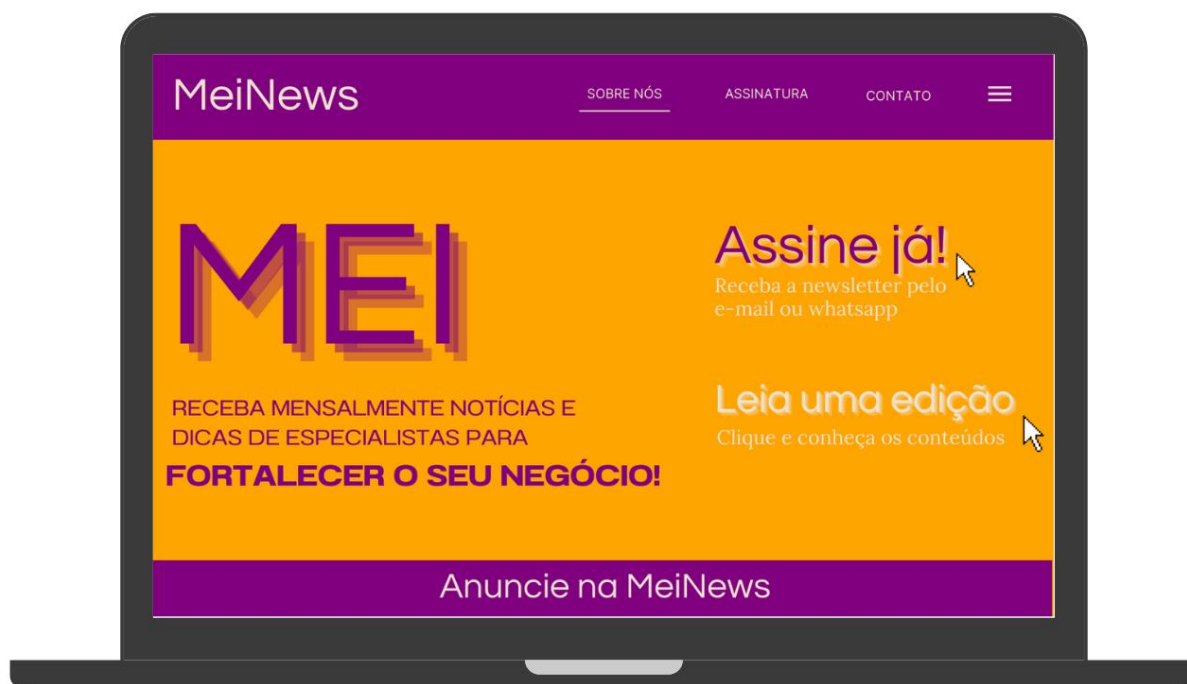 MeiNews
SOBRE NÓS
ASSINATURA
CONTATO
MEI
RECEBA MENSALMENTE NOTÍCIAS E
DICAS DE ESPECIALISTAS PARA
FORTALECER O SEU NEGÓCIO!
Assine já!
Receba a newsletter pelo
e-mail ou whatsapp
Leia uma edição
Clique e conheça os conteúdos
Anuncie na MeiNews